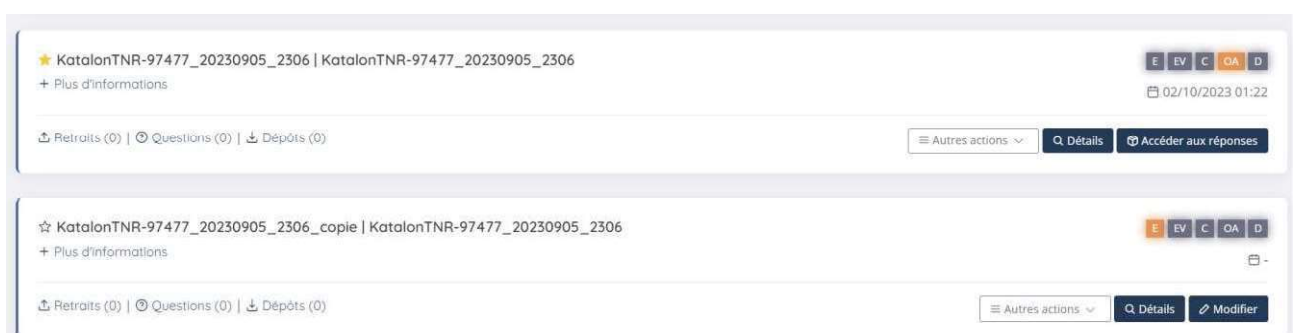 KatalonTNR-97477_20230905_2306 | KatalonTNR-97477_20230905_2306
E EV C OA D
+ Plus d'informations
02/10/2023 01:22
Retraits (0) | Questions (0) | Dépôts (0)
Autres actions Détails Accéder aux réponses
KatalonTNR-97477_20230905_2306_copie | KatalonTNR-97477_20230905_2306
E EV C OA D
+ Plus d'informations
-
Retraits (0) | Questions (0) | Dépôts (0)
Autres actions Détails Modifier